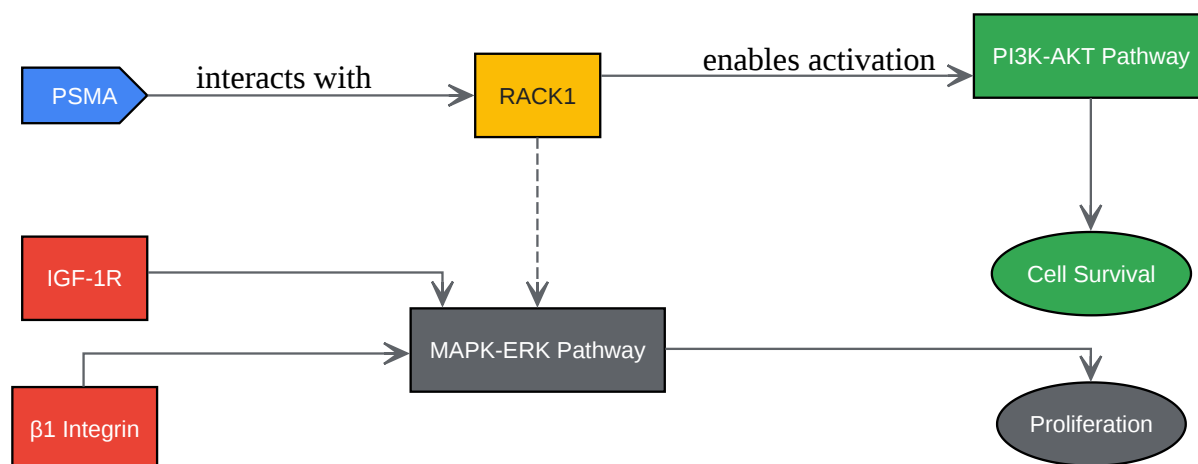 PSMA
interacts with
RACK1
enables activation
PI3K-AKT Pathway
IGF-1R
Cell Survival
MAPK-ERK Pathway
β1 Integrin
Proliferation